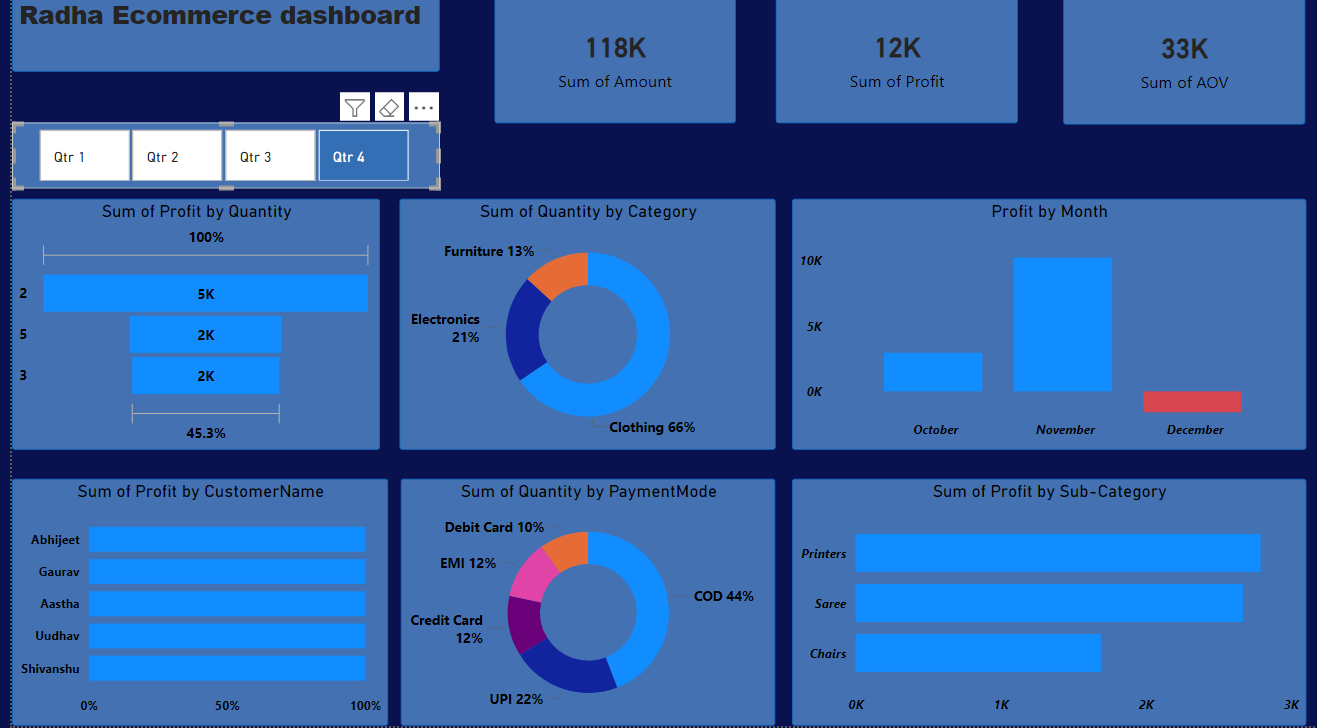 Radha Ecommerce dashboard
118K
Sum of Amount
12K
Sum of Profit
33K
Sum of AOV
Qtr 1
Qtr 2
Qtr 3
Qtr 4
Sum of Profit by Quantity
100%
2
5K
5
2K
3
2K
45.3%
Sum of Quantity by Category
Furniture 13%
Electronics
21%
Clothing 66%
Profit by Month
10K
5K
0K
October
November
December
Sum of Profit by CustomerName
Abhijeet
Gaurav
Aastha
Uudhav
Shivanshu
0%
50%
100%
Sum of Quantity by PaymentMode
Debit Card 10%
EMI 12%
COD 44%
Credit Card
12%
UPI 22%
Sum of Profit by Sub-Category
Printers
Saree
Chairs
0K
1K
2K
3K